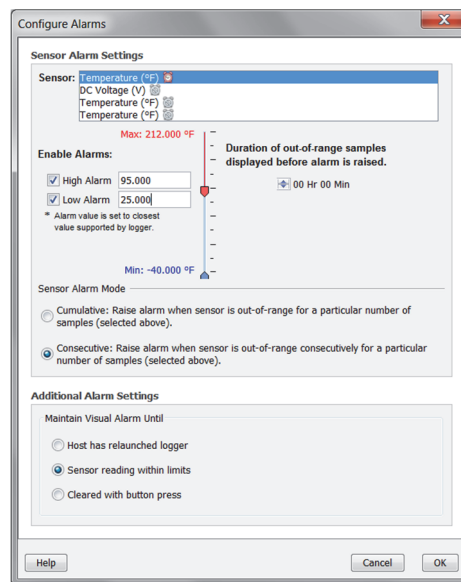 Configure Alarms
Sensor Alarm Settings
Sensor: Temperature (°F)
DC Voltage (V)
Temperature (°F)
Temperature (°F)
Max: 212.000 °F
Enable Alarms:
Duration of out-of-range samples
displayed before alarm is raised.
High Alarm 95.000
00 Hr 00 Min
Low Alarm 25.000
* Alarm value is set to closest
value supported by logger.
Min: -40.000 °F
Sensor Alarm Mode
Cumulative: Raise alarm when sensor is out-of-range for a particular number of
samples (selected above).
Consecutive: Raise alarm when sensor is out-of-range consecutively for a particular
number of samples (selected above).
Additional Alarm Settings
Maintain Visual Alarm Until
Host has relaunched logger
Sensor reading within limits
Cleared with button press
Help
Cancel
OK